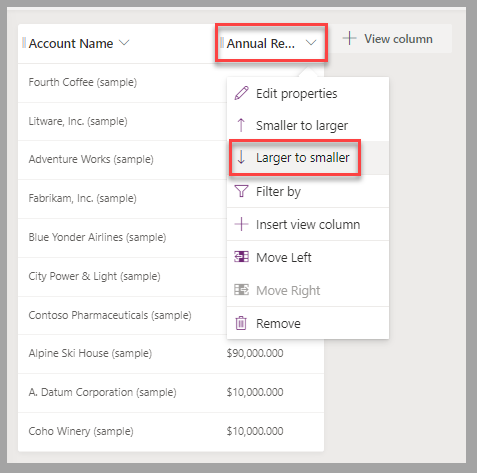 Account Name
Annual Re...
View column
Fourth Coffee (sample)
Litware, Inc. (sample)
Adventure Works (sample)
Fabrikam, Inc. (sample)
Blue Yonder Airlines (sample)
City Power & Light (sample)
Contoso Pharmaceuticals (sample)
Alpine Ski House (sample) $90,000.000
A. Datum Corporation (sample) $10,000.000
Coho Winery (sample) $10,000.000
Edit properties
Smaller to larger
Larger to smaller
Filter by
Insert view column
Move Left
Move Right
Remove